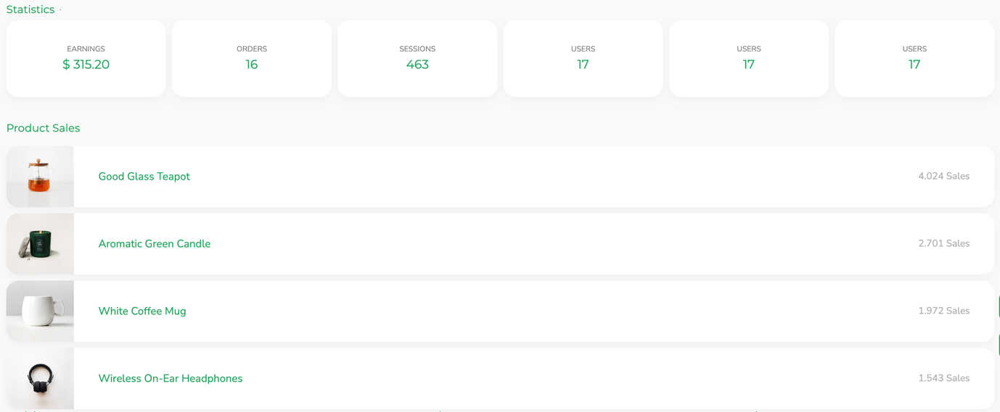 Statistics ·
EARNINGS
$ 315.20
ORDERS
16
SESSIONS
463
USERS
17
USERS
17
USERS
17
Product Sales
Good Glass Teapot
4.024 Sales
Aromatic Green Candle
2.701 Sales
White Coffee Mug
1.972 Sales
Wireless On-Ear Headphones
1.543 Sales